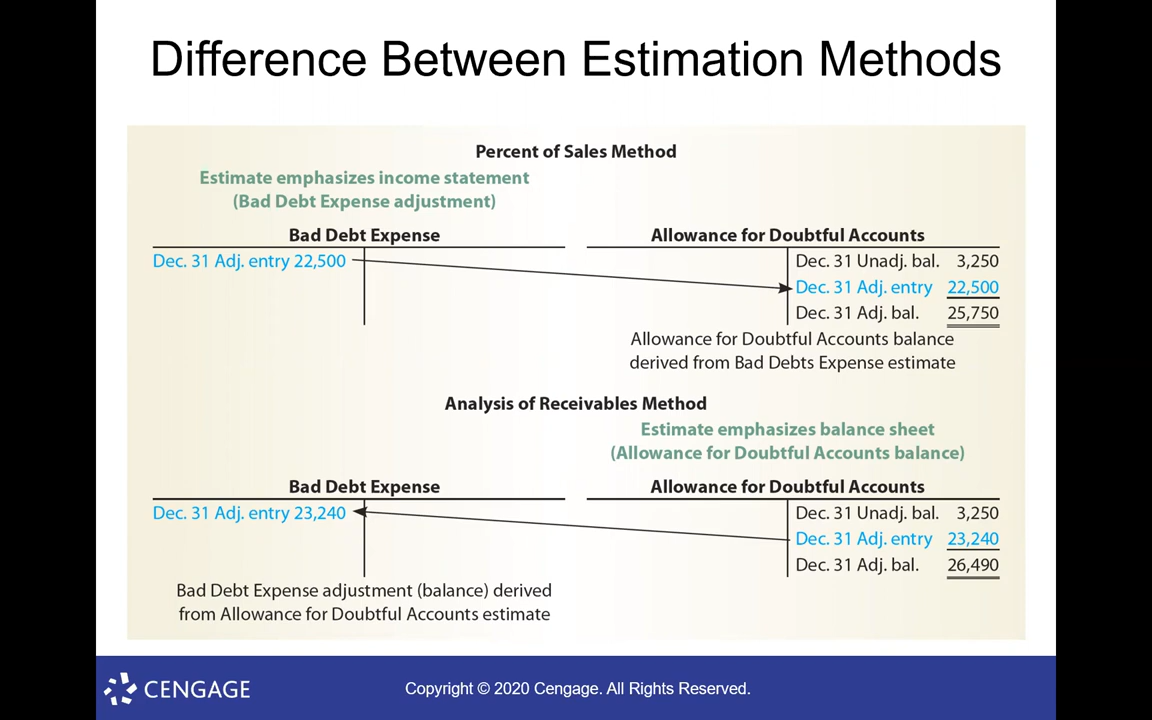 Difference Between Estimation Methods
Percent of Sales Method
Estimate emphasizes income statement
(Bad Debt Expense adjustment)
Bad Debt Expense
Dec. 31 Adj. entry 22,500
Allowance for Doubtful Accounts
Dec. 31 Unadj. bal. 3,250
Dec. 31 Adj. entry 22,500
Dec. 31 Adj. bal. 25,750
Allowance for Doubtful Accounts balance
derived from Bad Debts Expense estimate
Analysis of Receivables Method
Estimate emphasizes balance sheet
(Allowance for Doubtful Accounts balance)
Bad Debt Expense
Dec. 31 Adj. entry 23,240
Bad Debt Expense adjustment (balance) derived
from Allowance for Doubtful Accounts estimate
Allowance for Doubtful Accounts
Dec. 31 Unadj. bal. 3,250
Dec. 31 Adj. entry 23,240
Dec. 31 Adj. bal. 26,490
CENGAGE
Copyright © 2020 Cengage. All Rights Reserved.